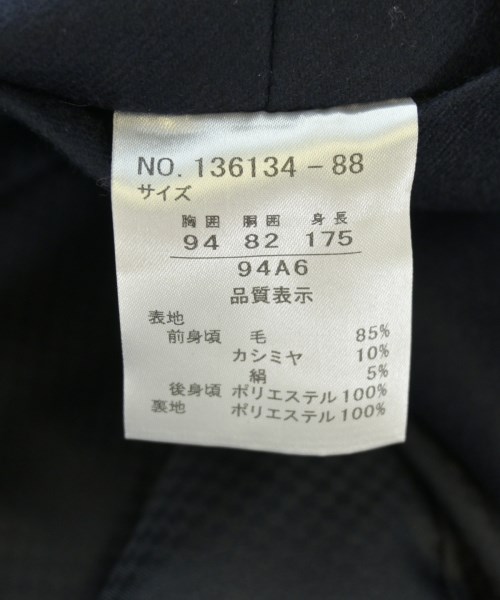 NO. 136134-88
サイズ
胸囲 胴囲 身長
94 82 175
94A6
品質表示
表地
前身頃 毛 85%
カシミヤ 10%
絹 5%
後身頃 ポリエステル100%
裏地 ポリエステル100%